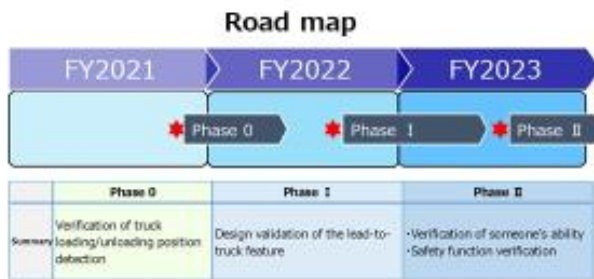 Road map
FY2021 FY2022 FY2023
Phase 0 Phase I Phase II
Phase 0 Phase I Phase II
Summary
Verification of truck
loading/unloading position
detection
Design validation of the lead-to-
truck feature
・Verification of someone's ability
・Safety function verification